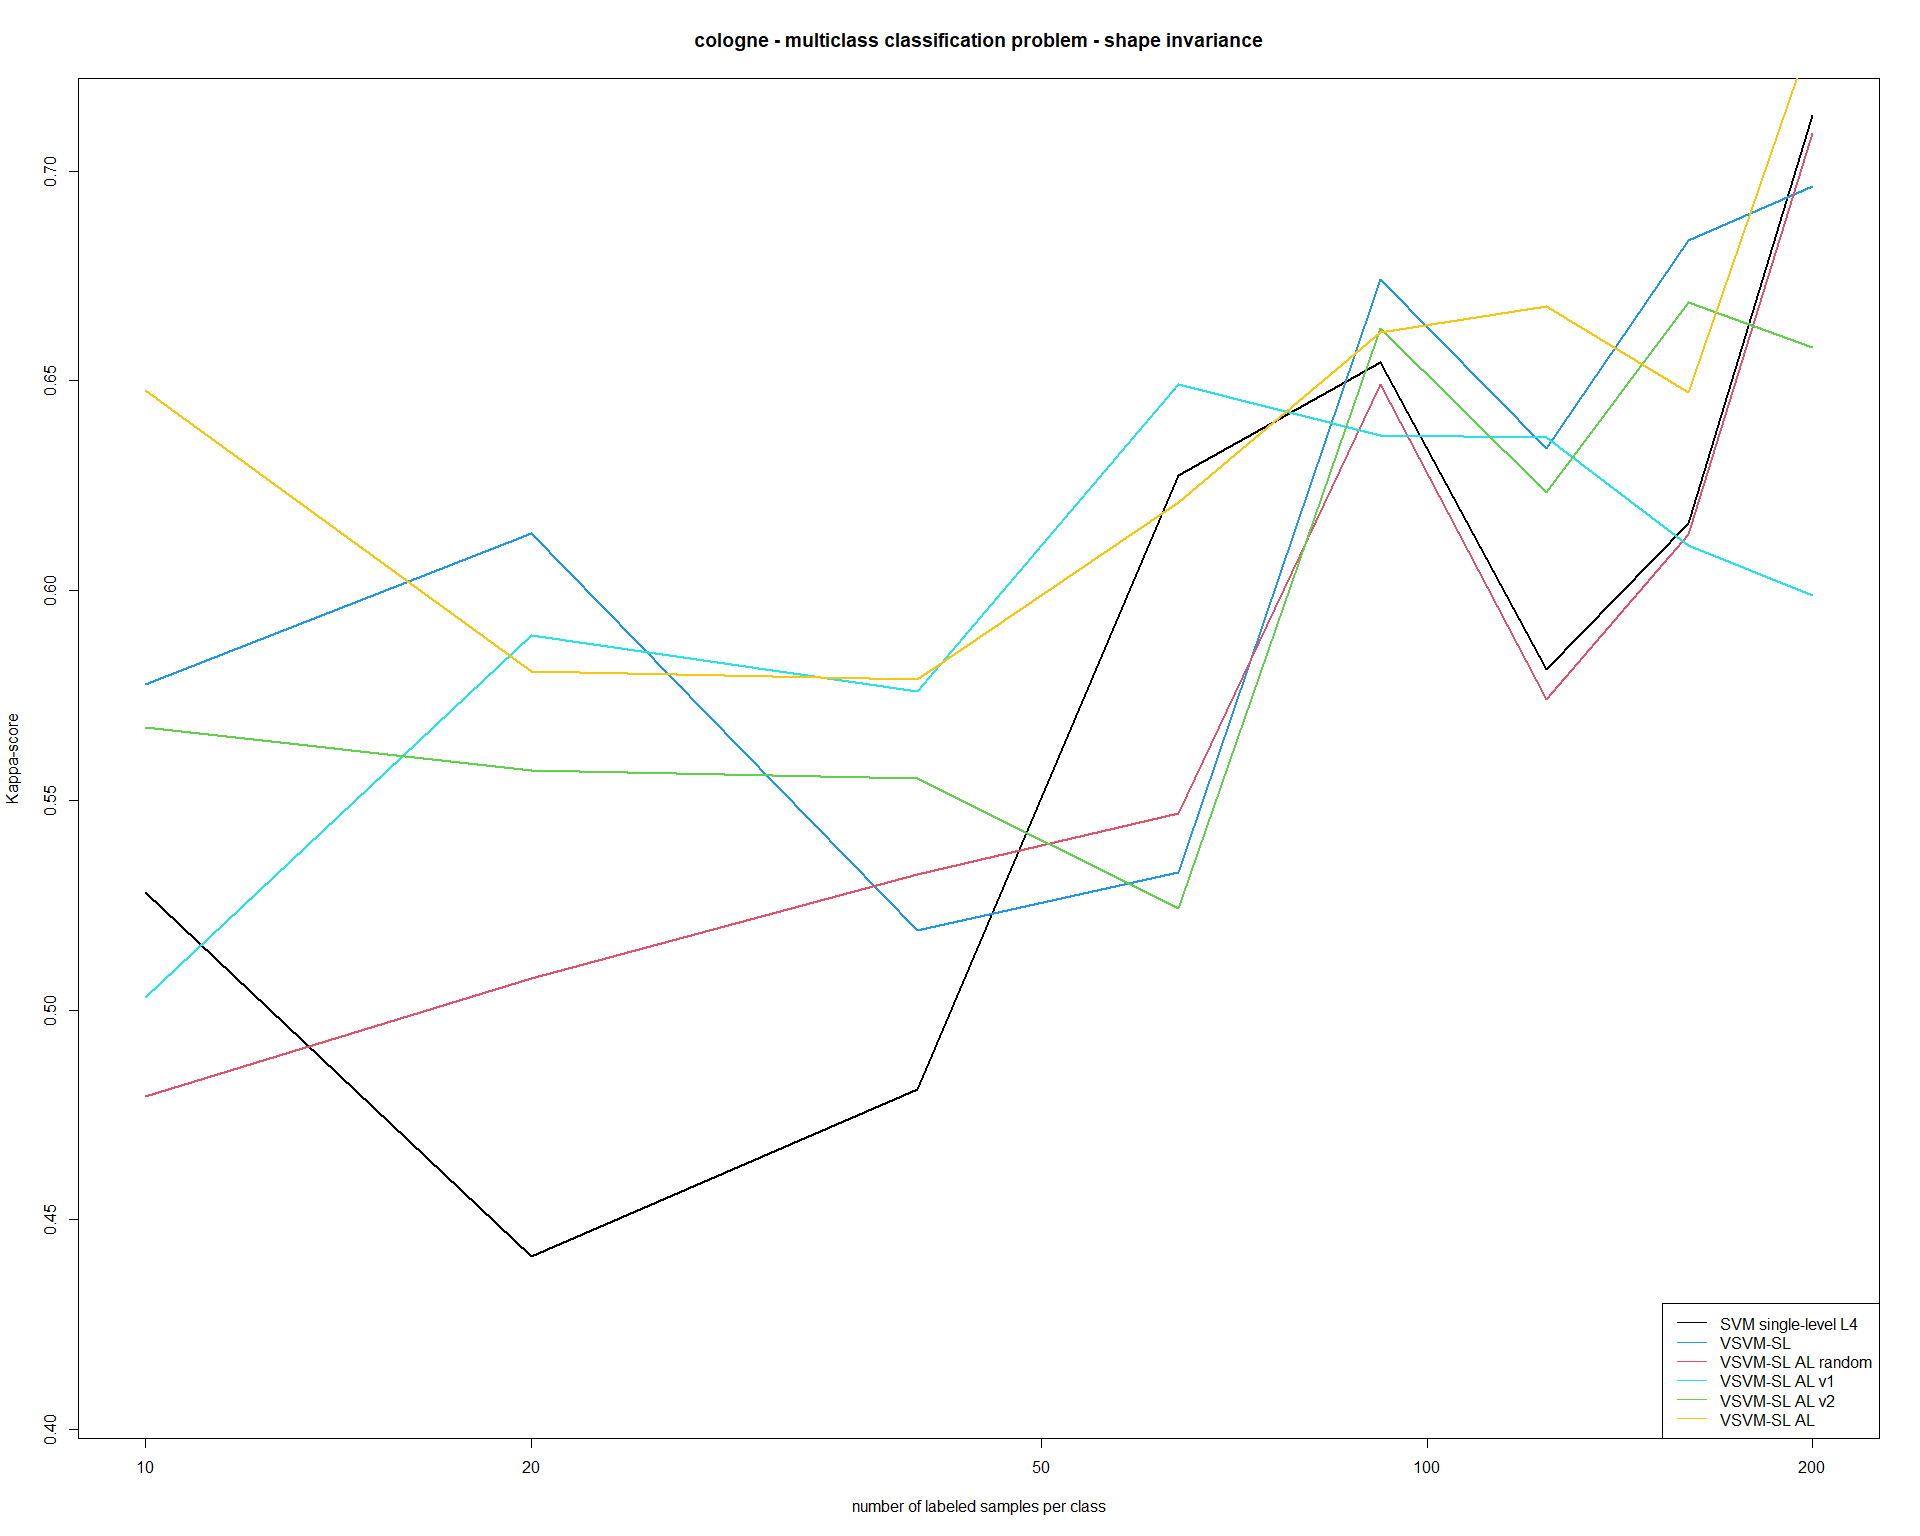 cologne - multiclass classification problem - shape invariance
Kappa-score
0.70
0.65
0.60
0.55
0.50
0.45
0.40
10
20
50
100
200
number of labeled samples per class
SVM single-level L4
VSVM-SL
VSVM-SL AL random
VSVM-SL AL v1
VSVM-SL AL v2
VSVM-SL AL